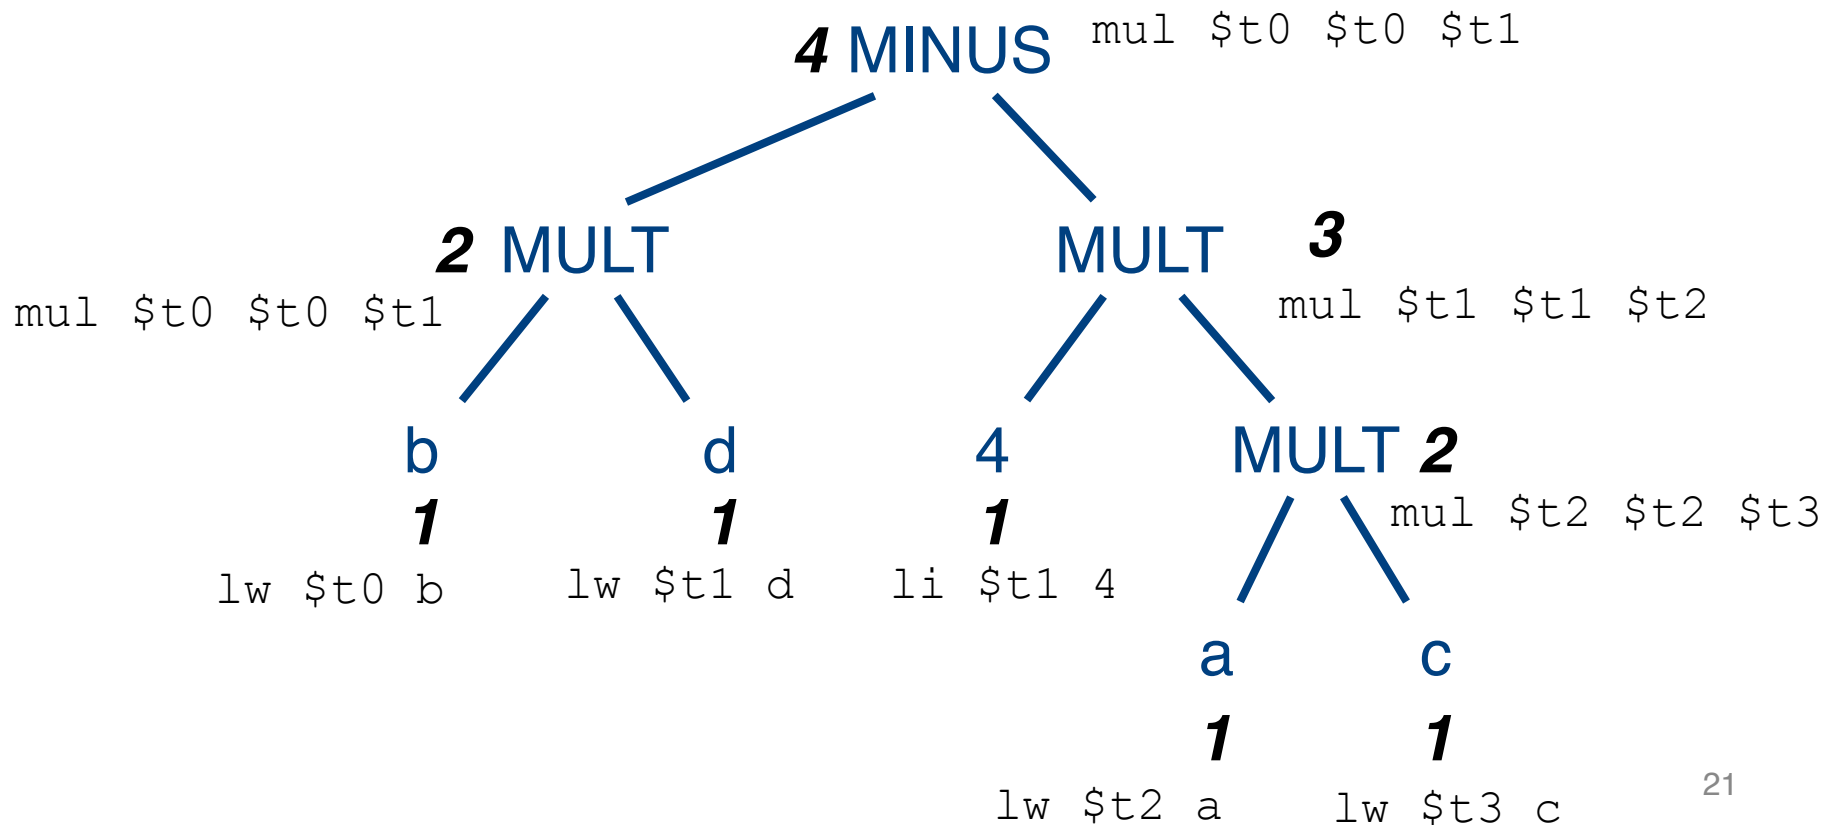 4 MINUS mul $t0 $t0 $t1
2 MULT MULT 3
mul $t0 $t0 $t1 mul $t1 $t1 $t2
b d 4 MULT 2
1 1 1 mul $t2 $t2 $t3
lw $t0 b lw $t1 d li $t1 4
a c
1 1
lw $t2 a lw $t3 c
21